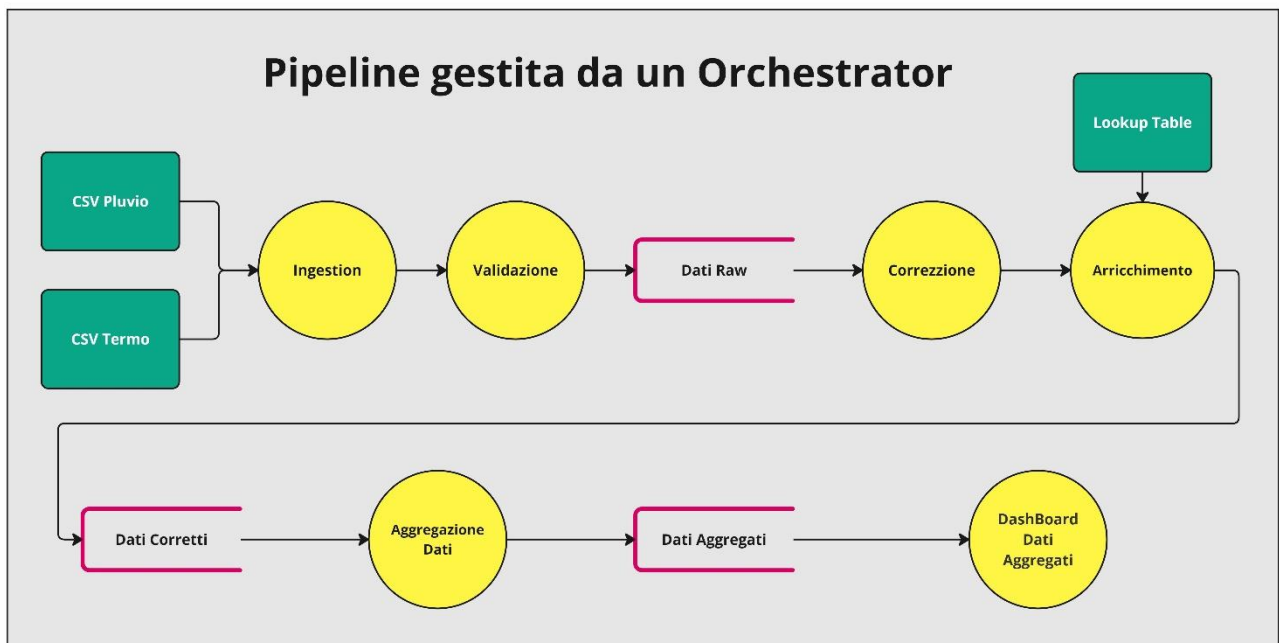 Pipeline gestita da un Orchestrator
Lookup Table
CSV Pluvio
CSV Termo
Ingestion
Validazione
Dati Raw
Correzzione
Arricchimento
Dati Corretti
Aggregazione
Dati
Dati Aggregati
DashBoard
Dati
Aggregati